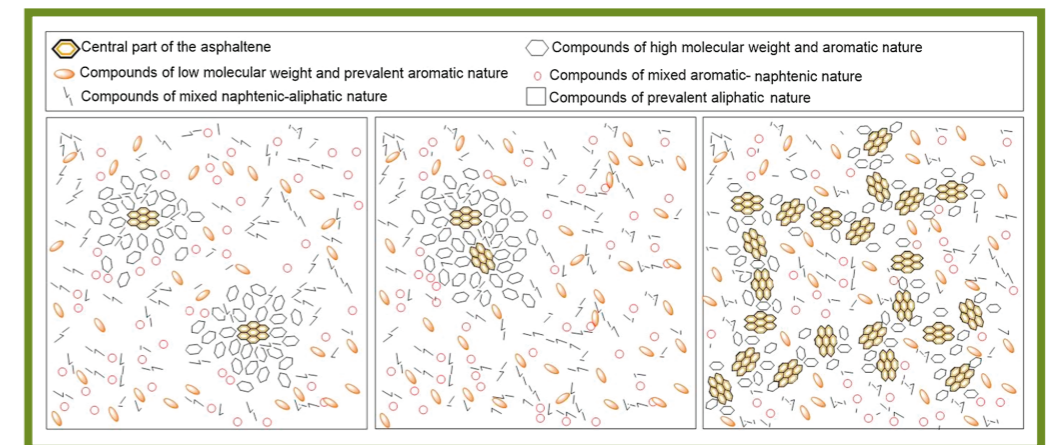 Central part of the asphaltene
Compounds of high molecular weight and aromatic nature
Compounds of low molecular weight and prevalent aromatic nature
Compounds of mixed aromatic- naphtenic nature
Compounds of mixed naphtenic-aliphatic nature
Compounds of prevalent aliphatic nature